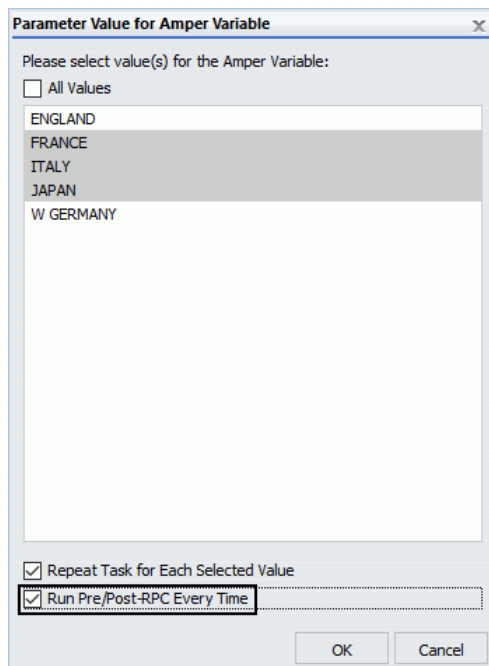 Parameter Value for Amper Variable
Please select value(s) for the Amper Variable:
All Values
ENGLAND
FRANCE
ITALY
JAPAN
W GERMANY
Repeat Task for Each Selected Value
Run Pre/Post-RPC Every Time
OK Cancel